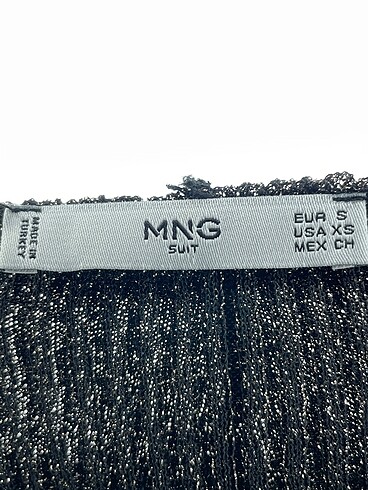 MADE IN
TURKEY
MNG
SUIT
EUR S
USA XS
MEX CH